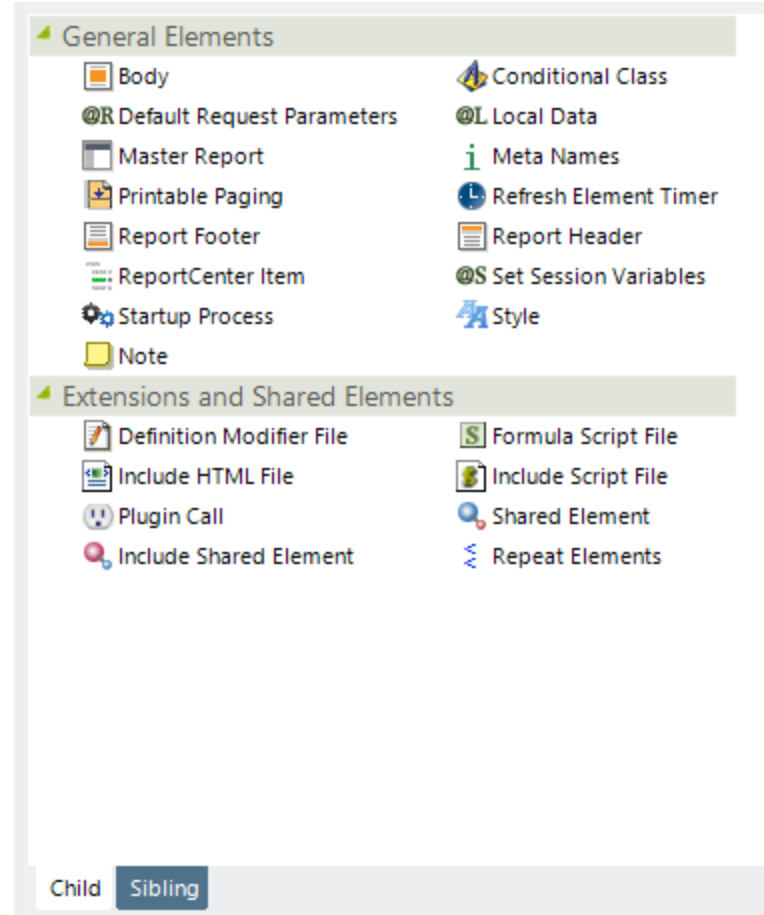 General Elements
Body Conditional Class
@R Default Request Parameters @L Local Data
Master Report i Meta Names
Printable Paging Refresh Element Timer
Report Footer Report Header
ReportCenter Item @S Set Session Variables
Startup Process Style
Note
Extensions and Shared Elements
Definition Modifier File S Formula Script File
Include HTML File Include Script File
Plugin Call Shared Element
Include Shared Element Repeat Elements
Child Sibling